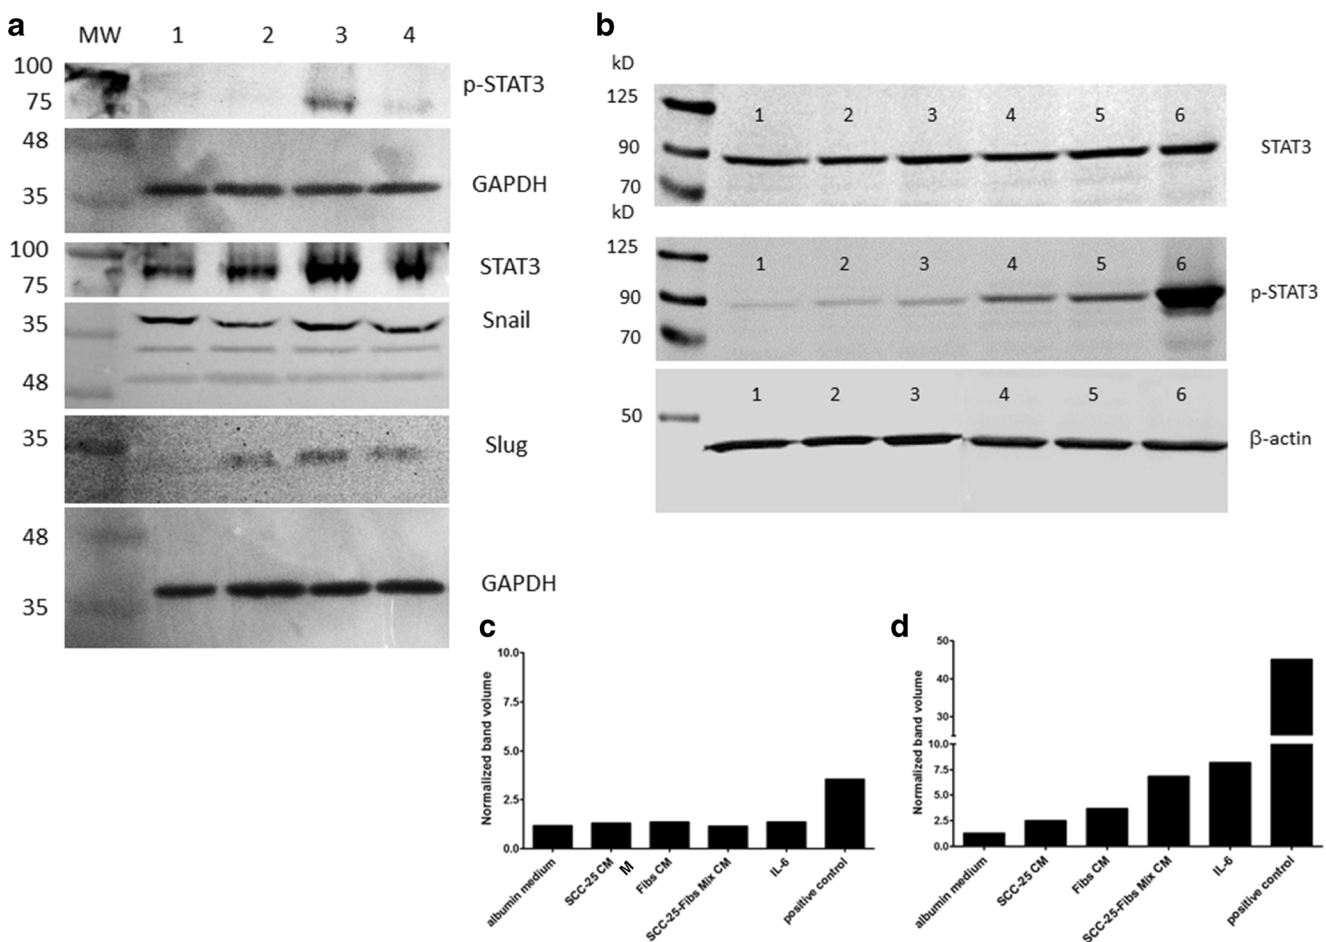 a
MW 1 2 3 4
100
75
p-STAT3
48
35
GAPDH
100
75
STAT3
35
48
Snail
35
Slug
48
35
GAPDH
b
kD
125
90
70
1 2 3 4 5 6
STAT3
kD
125
90
70
1 2 3 4 5 6
p-STAT3
50
1 2 3 4 5 6
β-actin
c
Normalized band volume
10.0
7.5
5.0
2.5
0.0
albumin medium
SCC-25 CM
M
Fibs CM
SCC-25-Fibs Mix CM
IL-6
positive control
d
Normalized band volume
50
40
30
10.0
7.5
5.0
2.5
0.0
albumin medium
SCC-25 CM
Fibs CM
SCC-25-Fibs Mix CM
IL-6
positive control